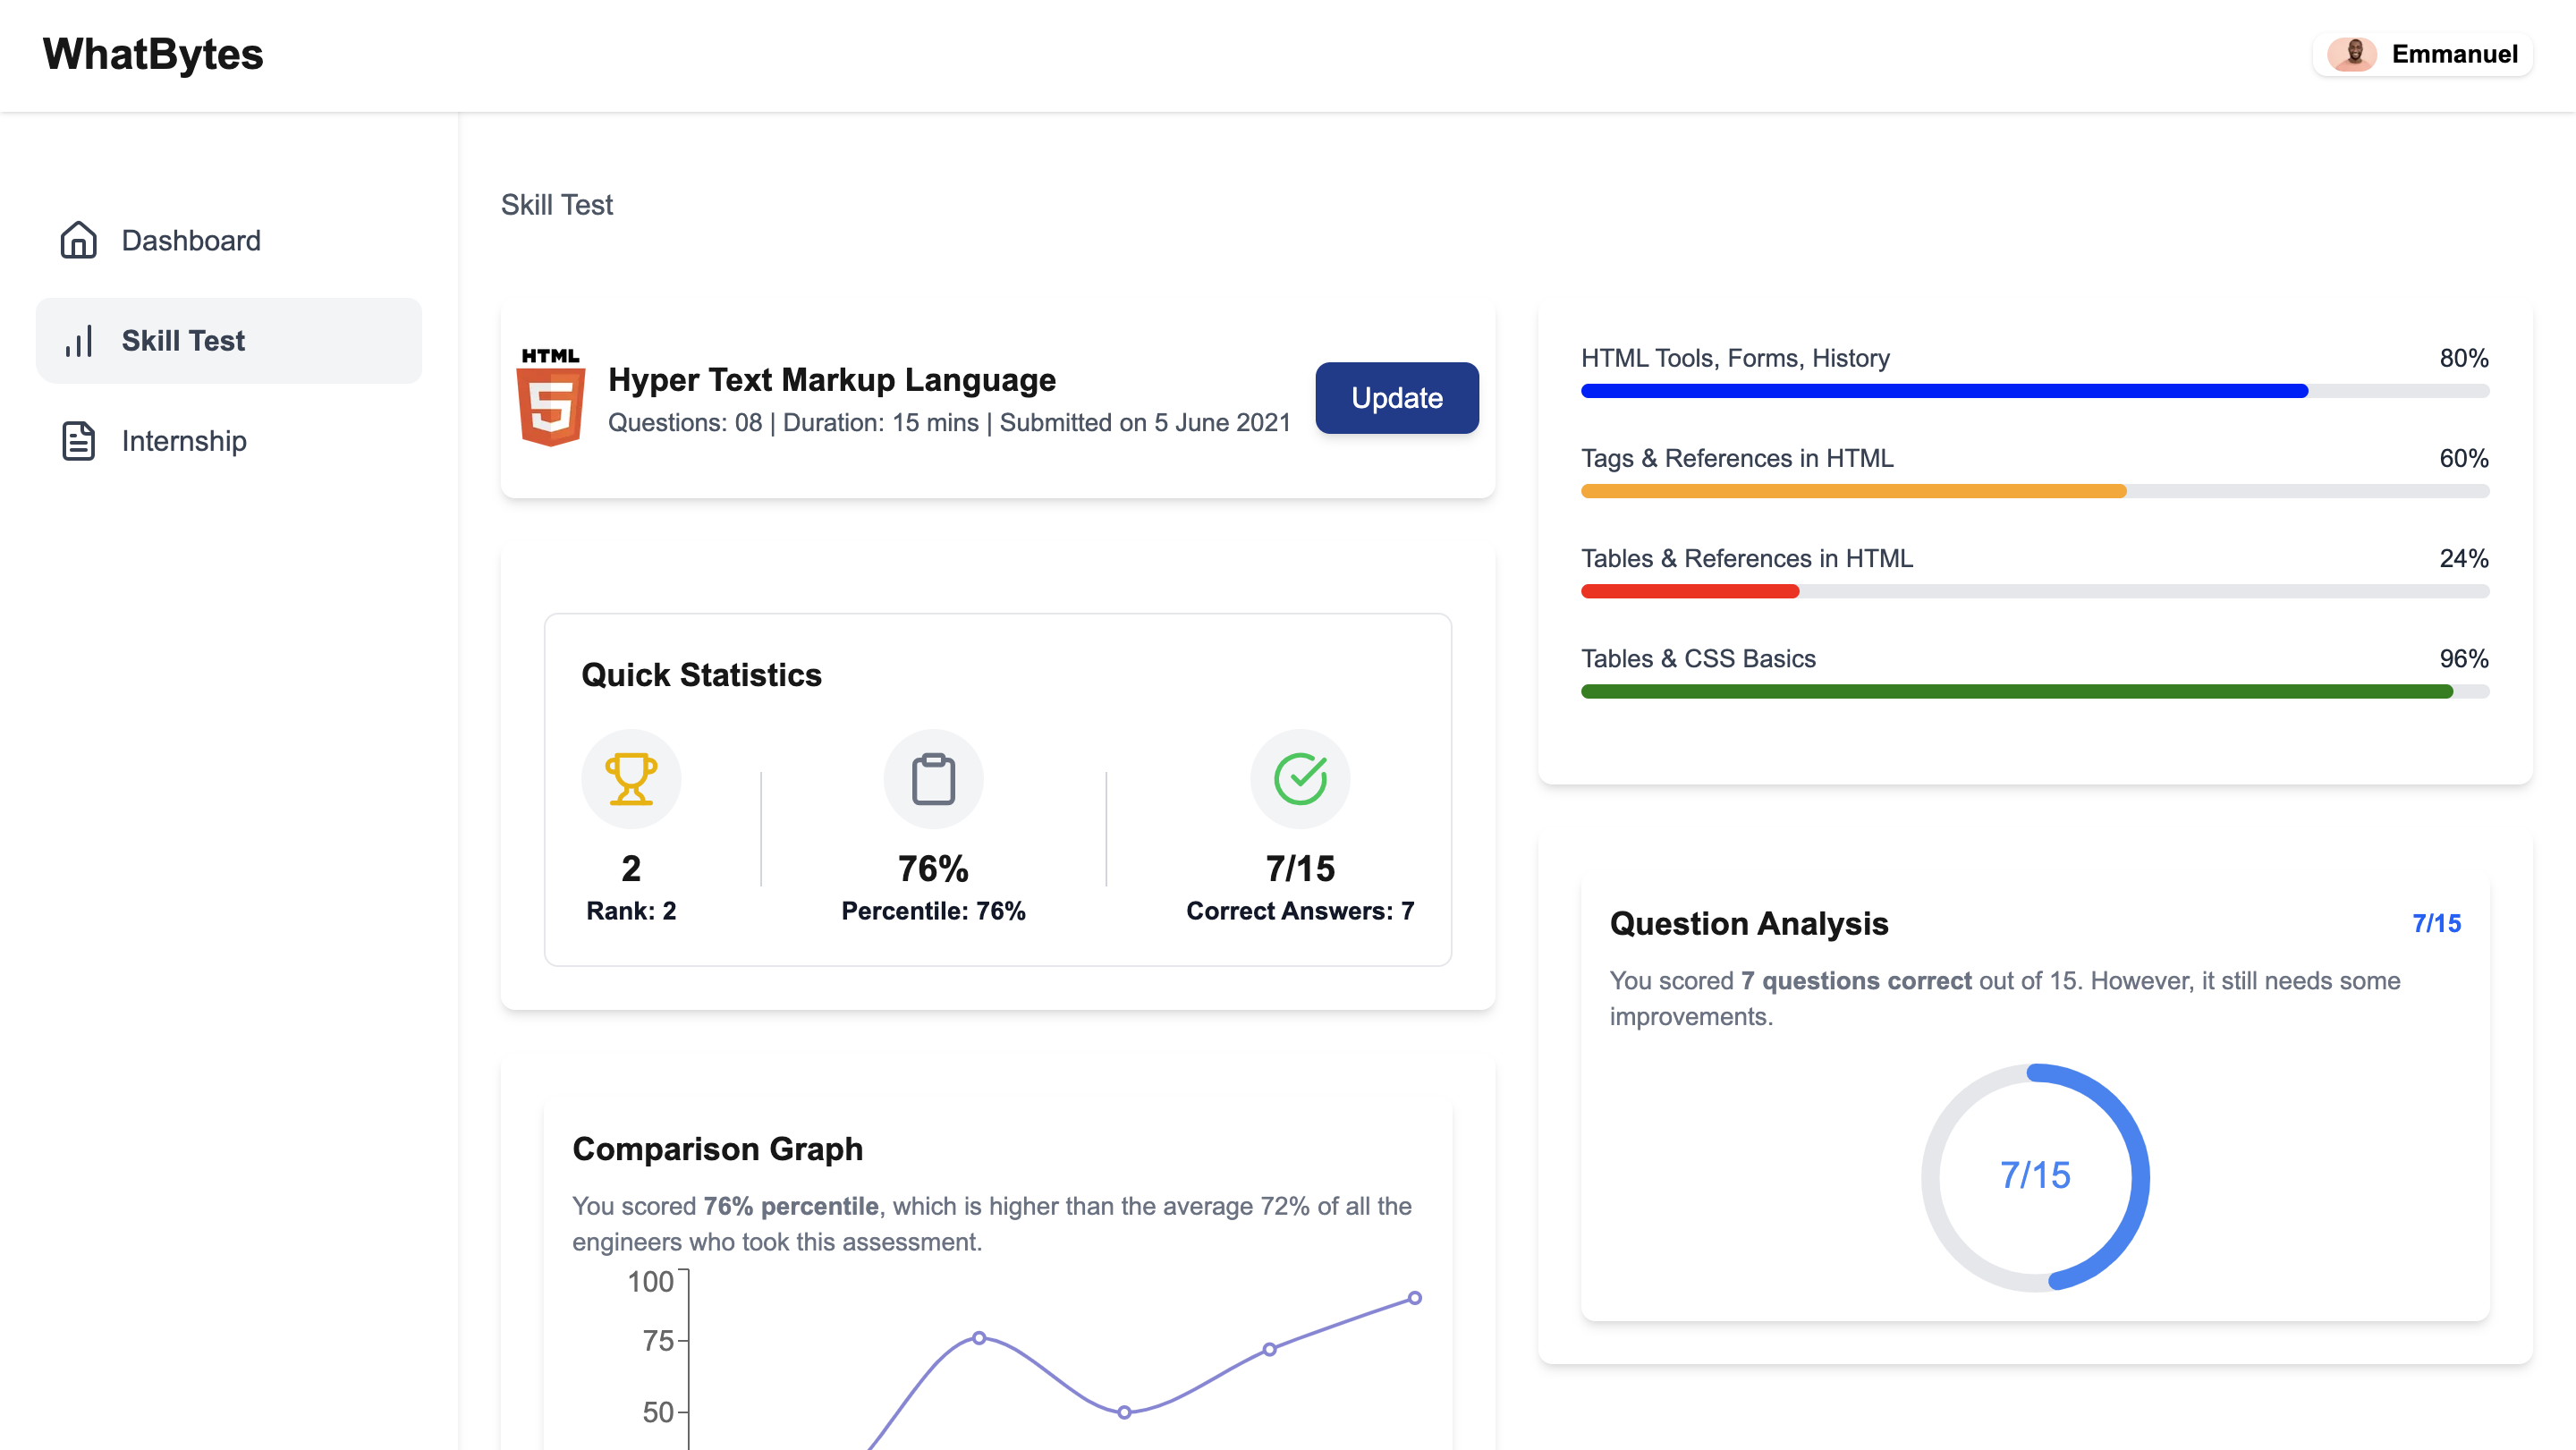 WhatBytes
Emmanuel
Dashboard
Skill Test
Internship
Skill Test
HTML
5
Hyper Text Markup Language
Questions: 08 | Duration: 15 mins | Submitted on 5 June 2021
Update
Quick Statistics
2
Rank: 2
76%
Percentile: 76%
7/15
Correct Answers: 7
Comparison Graph
You scored 76% percentile, which is higher than the average 72% of all the
engineers who took this assessment.
100
75
50
HTML Tools, Forms, History 80%
Tags & References in HTML 60%
Tables & References in HTML 24%
Tables & CSS Basics 96%
Question Analysis 7/15
You scored 7 questions correct out of 15. However, it still needs some
improvements.
7/15